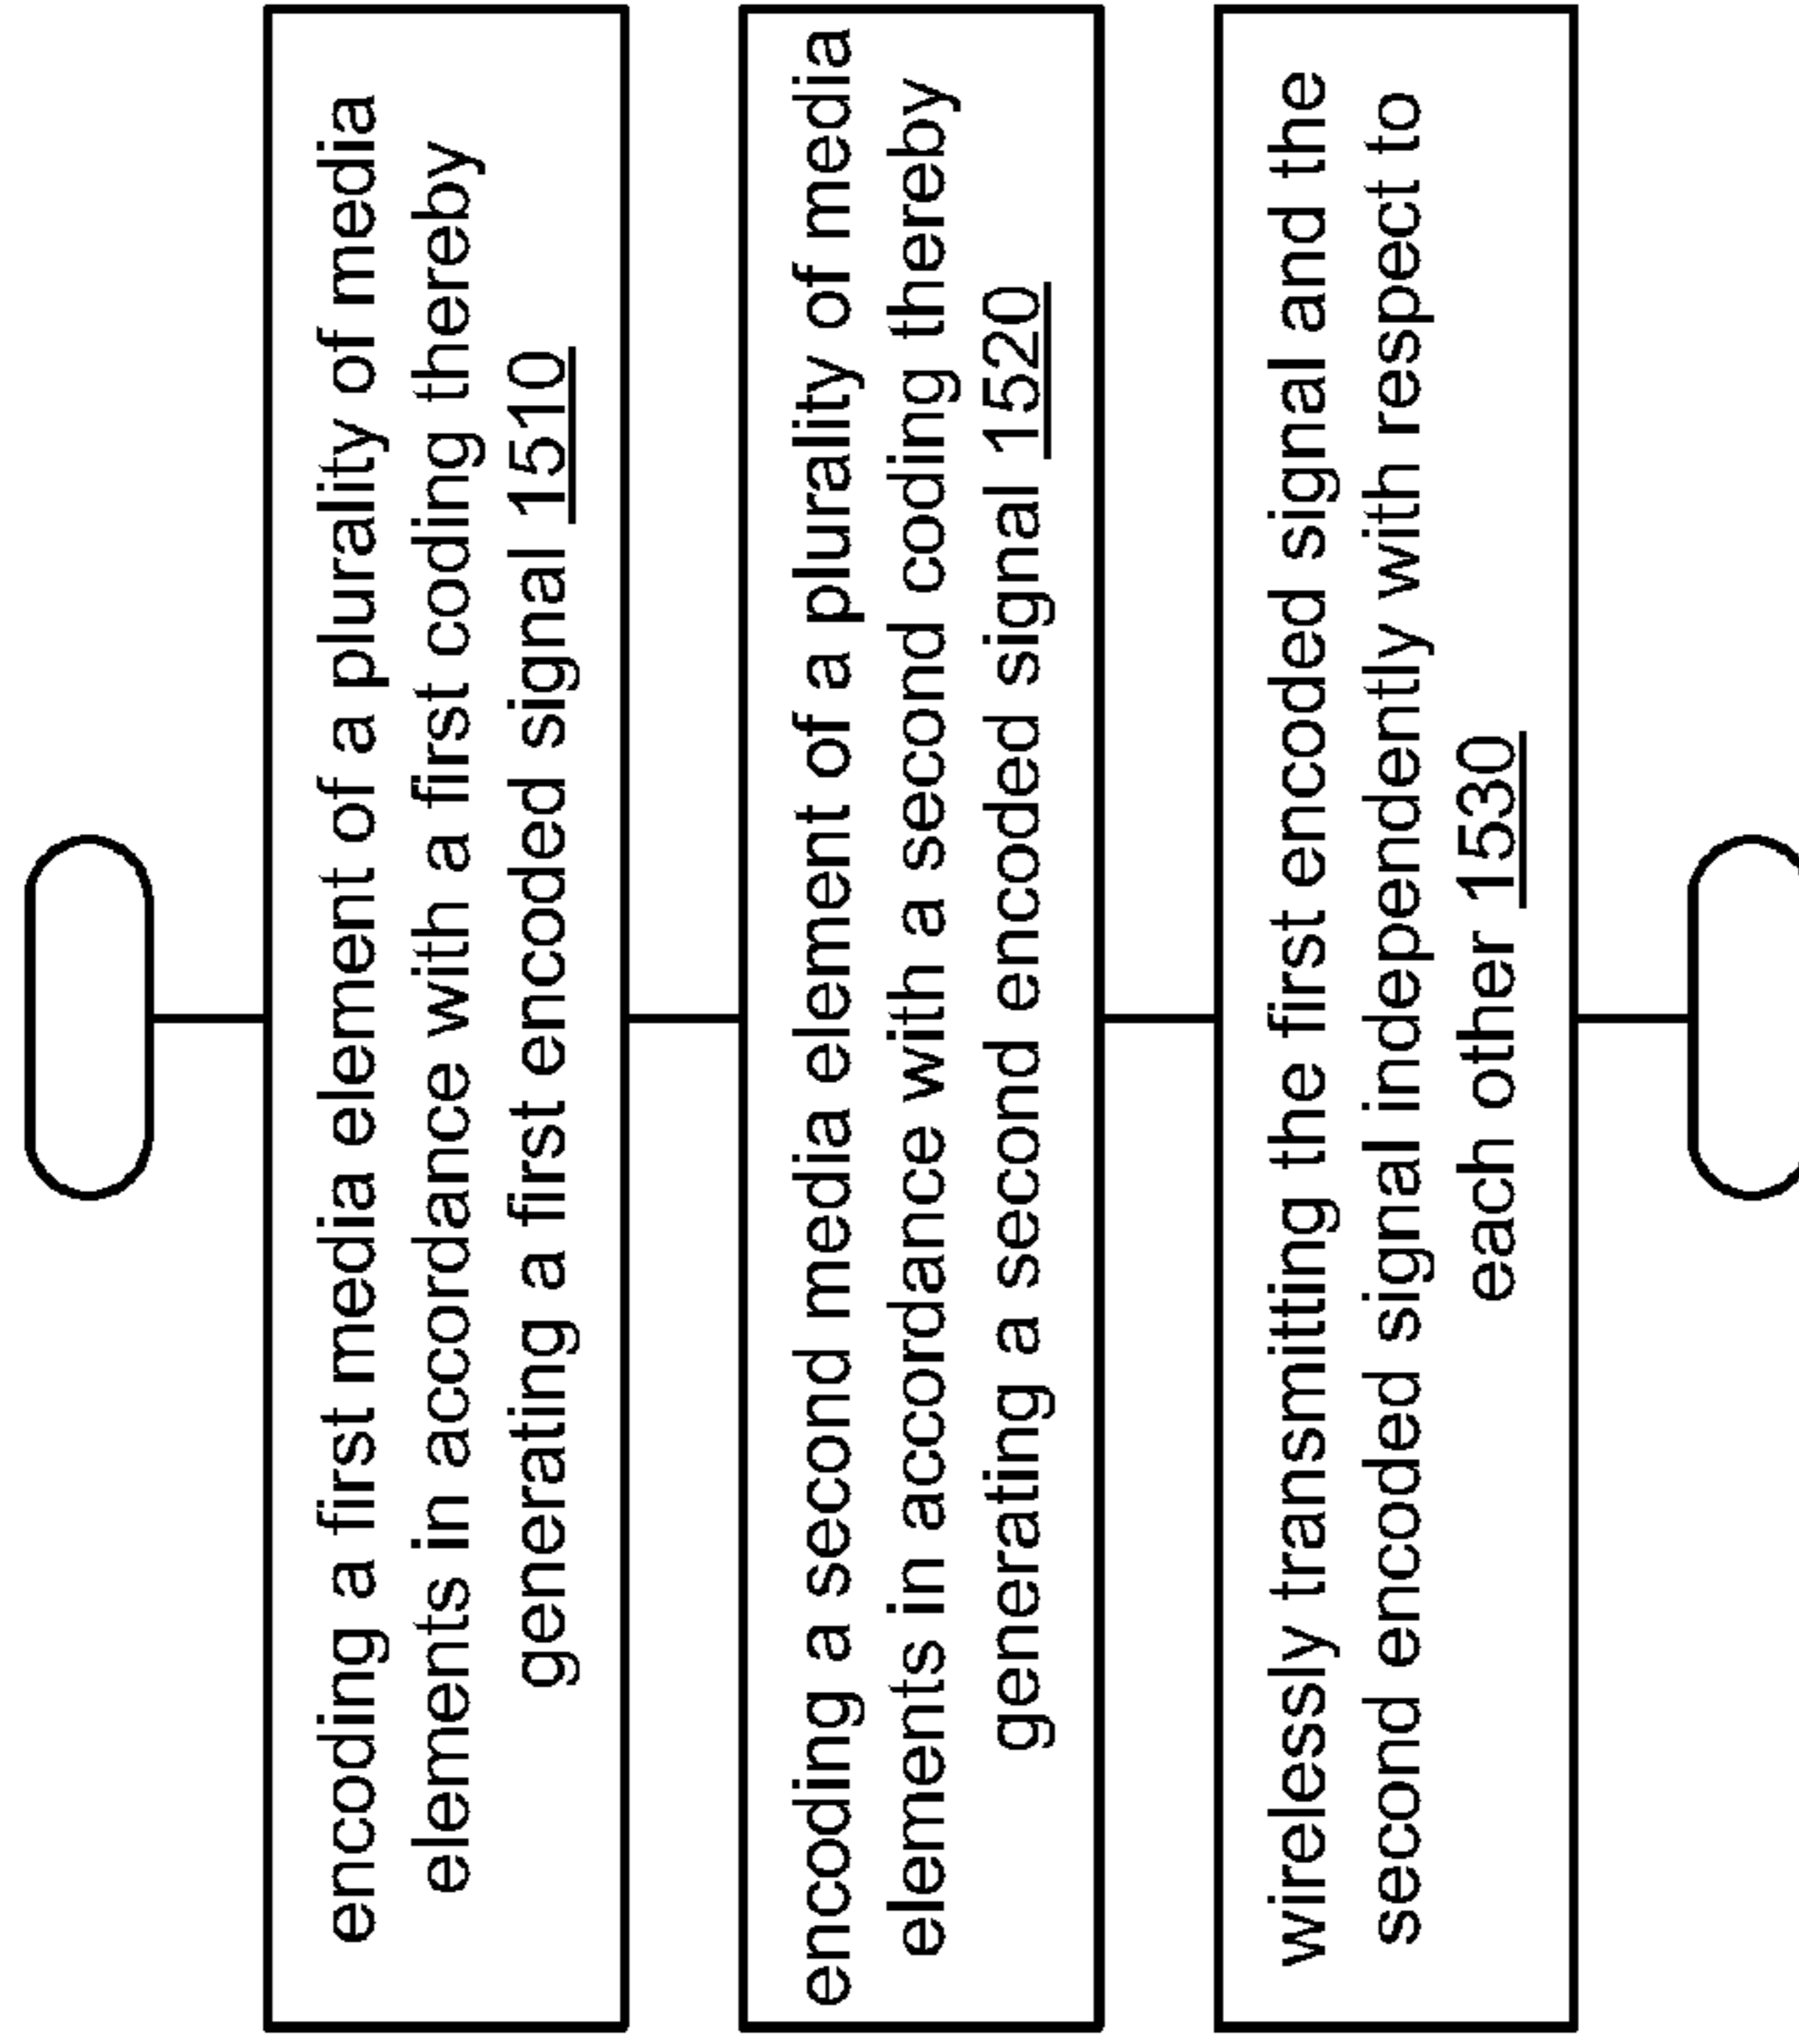 encoding a first media element of a plurality of media
elements in accordance with a first coding thereby
generating a first encoded signal 1510
encoding a second media element of a plurality of media
elements in accordance with a second coding thereby
generating a second encoded signal 1520
wirelessly transmitting the first encoded signal and the
second encoded signal independently with respect to
each other 1530